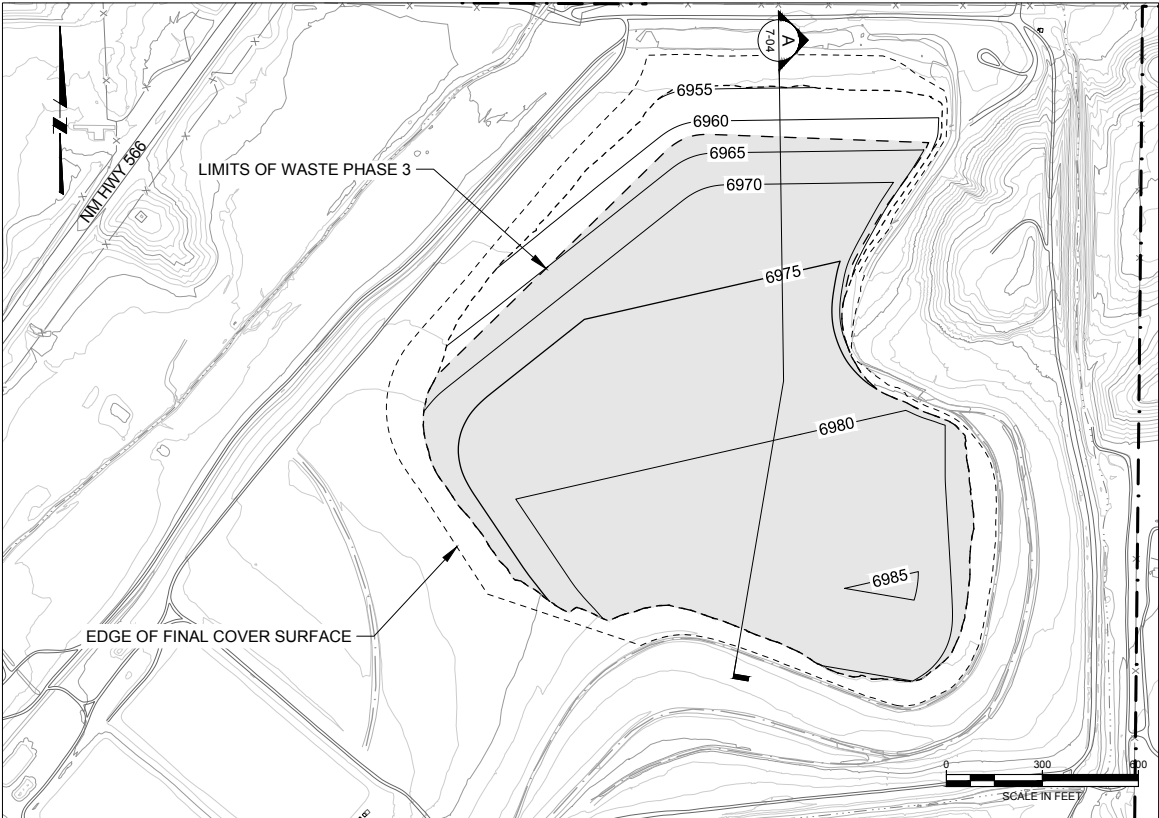 A
7-04
6955
6960
NM HWY 566
LIMITS OF WASTE PHASE 3
6965
6970
6975
6980
6985
EDGE OF FINAL COVER SURFACE
0 300 600
SCALE IN FEET